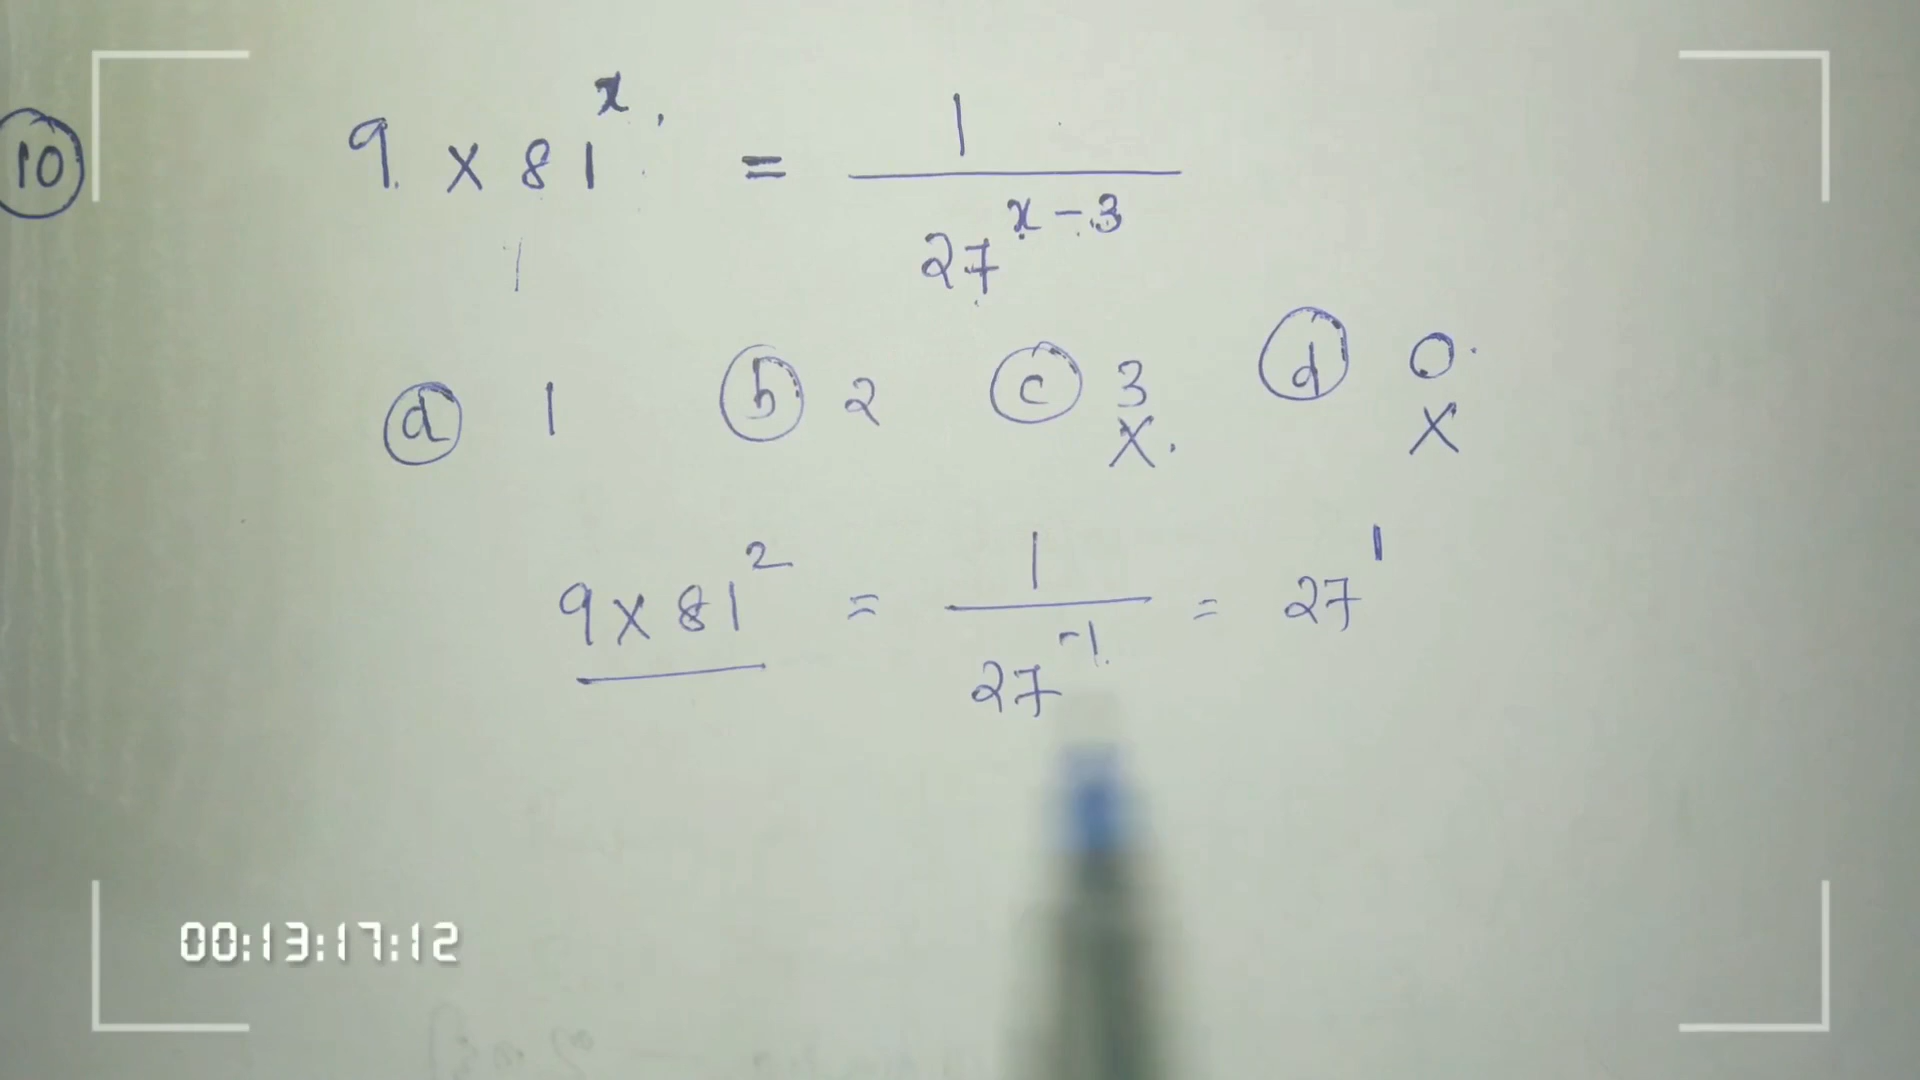 10 9 × 81^x = 1/27^(x-3)
a 1 b 2 c 3 d 0
X X
9 × 81^2 = 1/27^-1 = 27^1
00:13:17:12